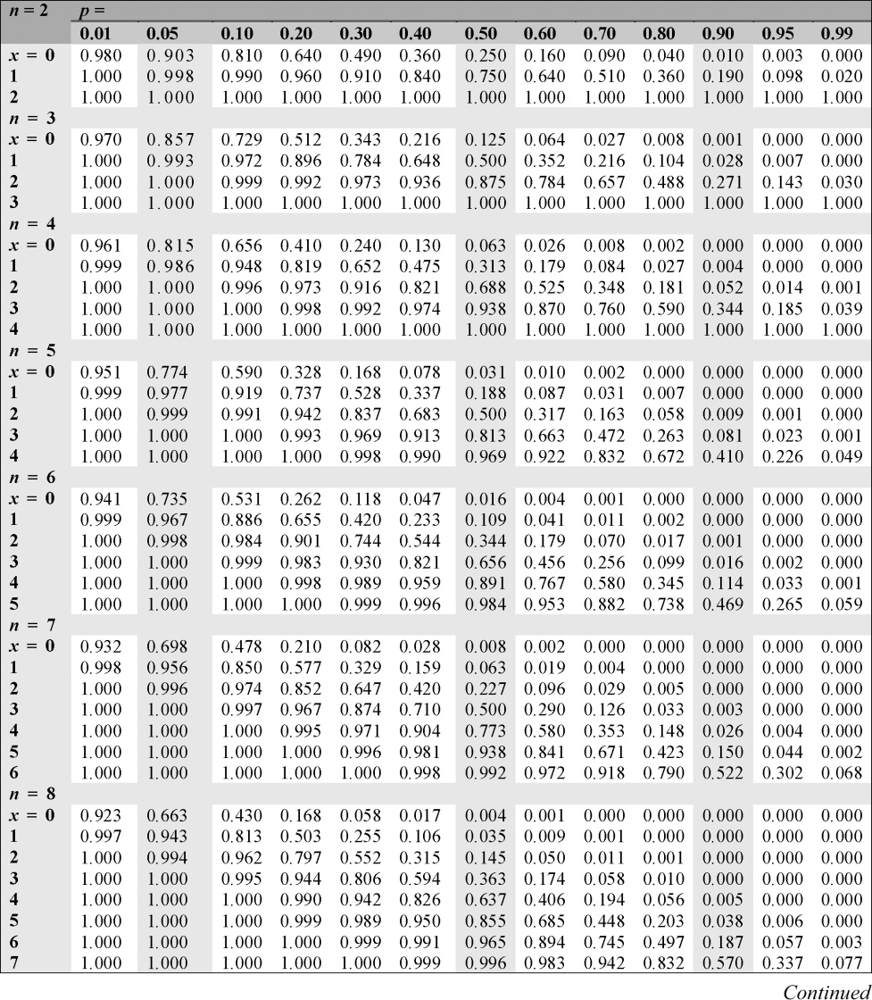 n = 2 p =
0.01 0.05 0.10 0.20 0.30 0.40 0.50 0.60 0.70 0.80 0.90 0.95 0.99
x = 0 0.980 0.903 0.810 0.640 0.490 0.360 0.250 0.160 0.090 0.040 0.010 0.003 0.000
1 1.000 0.998 0.990 0.960 0.910 0.840 0.750 0.640 0.510 0.360 0.190 0.098 0.020
2 1.000 1.000 1.000 1.000 1.000 1.000 1.000 1.000 1.000 1.000 1.000 1.000 1.000
n = 3
x = 0 0.970 0.857 0.729 0.512 0.343 0.216 0.125 0.064 0.027 0.008 0.001 0.000 0.000
1 1.000 0.993 0.972 0.896 0.784 0.648 0.500 0.352 0.216 0.104 0.028 0.007 0.000
2 1.000 1.000 0.999 0.992 0.973 0.936 0.875 0.784 0.657 0.488 0.271 0.143 0.030
3 1.000 1.000 1.000 1.000 1.000 1.000 1.000 1.000 1.000 1.000 1.000 1.000 1.000
n = 4
x = 0 0.961 0.815 0.656 0.410 0.240 0.130 0.063 0.026 0.008 0.002 0.000 0.000 0.000
1 0.999 0.986 0.948 0.819 0.652 0.475 0.313 0.179 0.084 0.027 0.004 0.000 0.000
2 1.000 1.000 0.996 0.973 0.916 0.821 0.688 0.525 0.348 0.181 0.052 0.014 0.001
3 1.000 1.000 1.000 0.998 0.992 0.974 0.938 0.870 0.760 0.590 0.344 0.185 0.039
4 1.000 1.000 1.000 1.000 1.000 1.000 1.000 1.000 1.000 1.000 1.000 1.000 1.000
n = 5
x = 0 0.951 0.774 0.590 0.328 0.168 0.078 0.031 0.010 0.002 0.000 0.000 0.000 0.000
1 0.999 0.977 0.919 0.737 0.528 0.337 0.188 0.087 0.031 0.007 0.000 0.000 0.000
2 1.000 0.999 0.991 0.942 0.837 0.683 0.500 0.317 0.163 0.058 0.009 0.001 0.000
3 1.000 1.000 1.000 0.993 0.969 0.913 0.813 0.663 0.472 0.263 0.081 0.023 0.001
4 1.000 1.000 1.000 1.000 0.998 0.990 0.969 0.922 0.832 0.672 0.410 0.226 0.049
n = 6
x = 0 0.941 0.735 0.531 0.262 0.118 0.047 0.016 0.004 0.001 0.000 0.000 0.000 0.000
1 0.999 0.967 0.886 0.655 0.420 0.233 0.109 0.041 0.011 0.002 0.000 0.000 0.000
2 1.000 0.998 0.984 0.901 0.744 0.544 0.344 0.179 0.070 0.017 0.001 0.000 0.000
3 1.000 1.000 0.999 0.983 0.930 0.821 0.656 0.456 0.256 0.099 0.016 0.002 0.000
4 1.000 1.000 1.000 0.998 0.989 0.959 0.891 0.767 0.580 0.345 0.114 0.033 0.001
5 1.000 1.000 1.000 1.000 0.999 0.996 0.984 0.953 0.882 0.738 0.469 0.265 0.059
n = 7
x = 0 0.932 0.698 0.478 0.210 0.082 0.028 0.008 0.002 0.000 0.000 0.000 0.000 0.000
1 0.998 0.956 0.850 0.577 0.329 0.159 0.063 0.019 0.004 0.000 0.000 0.000 0.000
2 1.000 0.996 0.974 0.852 0.647 0.420 0.227 0.096 0.029 0.005 0.000 0.000 0.000
3 1.000 1.000 0.997 0.967 0.874 0.710 0.500 0.290 0.126 0.033 0.003 0.000 0.000
4 1.000 1.000 1.000 0.995 0.971 0.904 0.773 0.580 0.353 0.148 0.026 0.004 0.000
5 1.000 1.000 1.000 1.000 0.996 0.981 0.938 0.841 0.671 0.423 0.150 0.044 0.002
6 1.000 1.000 1.000 1.000 1.000 0.998 0.992 0.972 0.918 0.790 0.522 0.302 0.068
n = 8
x = 0 0.923 0.663 0.430 0.168 0.058 0.017 0.004 0.001 0.000 0.000 0.000 0.000 0.000
1 0.997 0.943 0.813 0.503 0.255 0.106 0.035 0.009 0.001 0.000 0.000 0.000 0.000
2 1.000 0.994 0.962 0.797 0.552 0.315 0.145 0.050 0.011 0.001 0.000 0.000 0.000
3 1.000 1.000 0.995 0.944 0.806 0.594 0.363 0.174 0.058 0.010 0.000 0.000 0.000
4 1.000 1.000 1.000 0.990 0.942 0.826 0.637 0.406 0.194 0.056 0.005 0.000 0.000
5 1.000 1.000 1.000 0.999 0.989 0.950 0.855 0.685 0.448 0.203 0.038 0.006 0.000
6 1.000 1.000 1.000 1.000 0.999 0.991 0.965 0.894 0.745 0.497 0.187 0.057 0.003
7 1.000 1.000 1.000 1.000 1.000 0.999 0.996 0.983 0.942 0.832 0.570 0.337 0.077
Continued